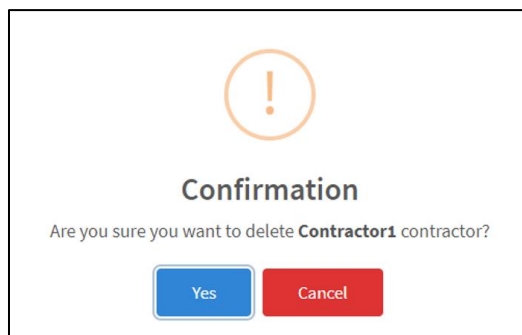 !
Confirmation
Are you sure you want to delete Contractor1 contractor?
Yes
Cancel